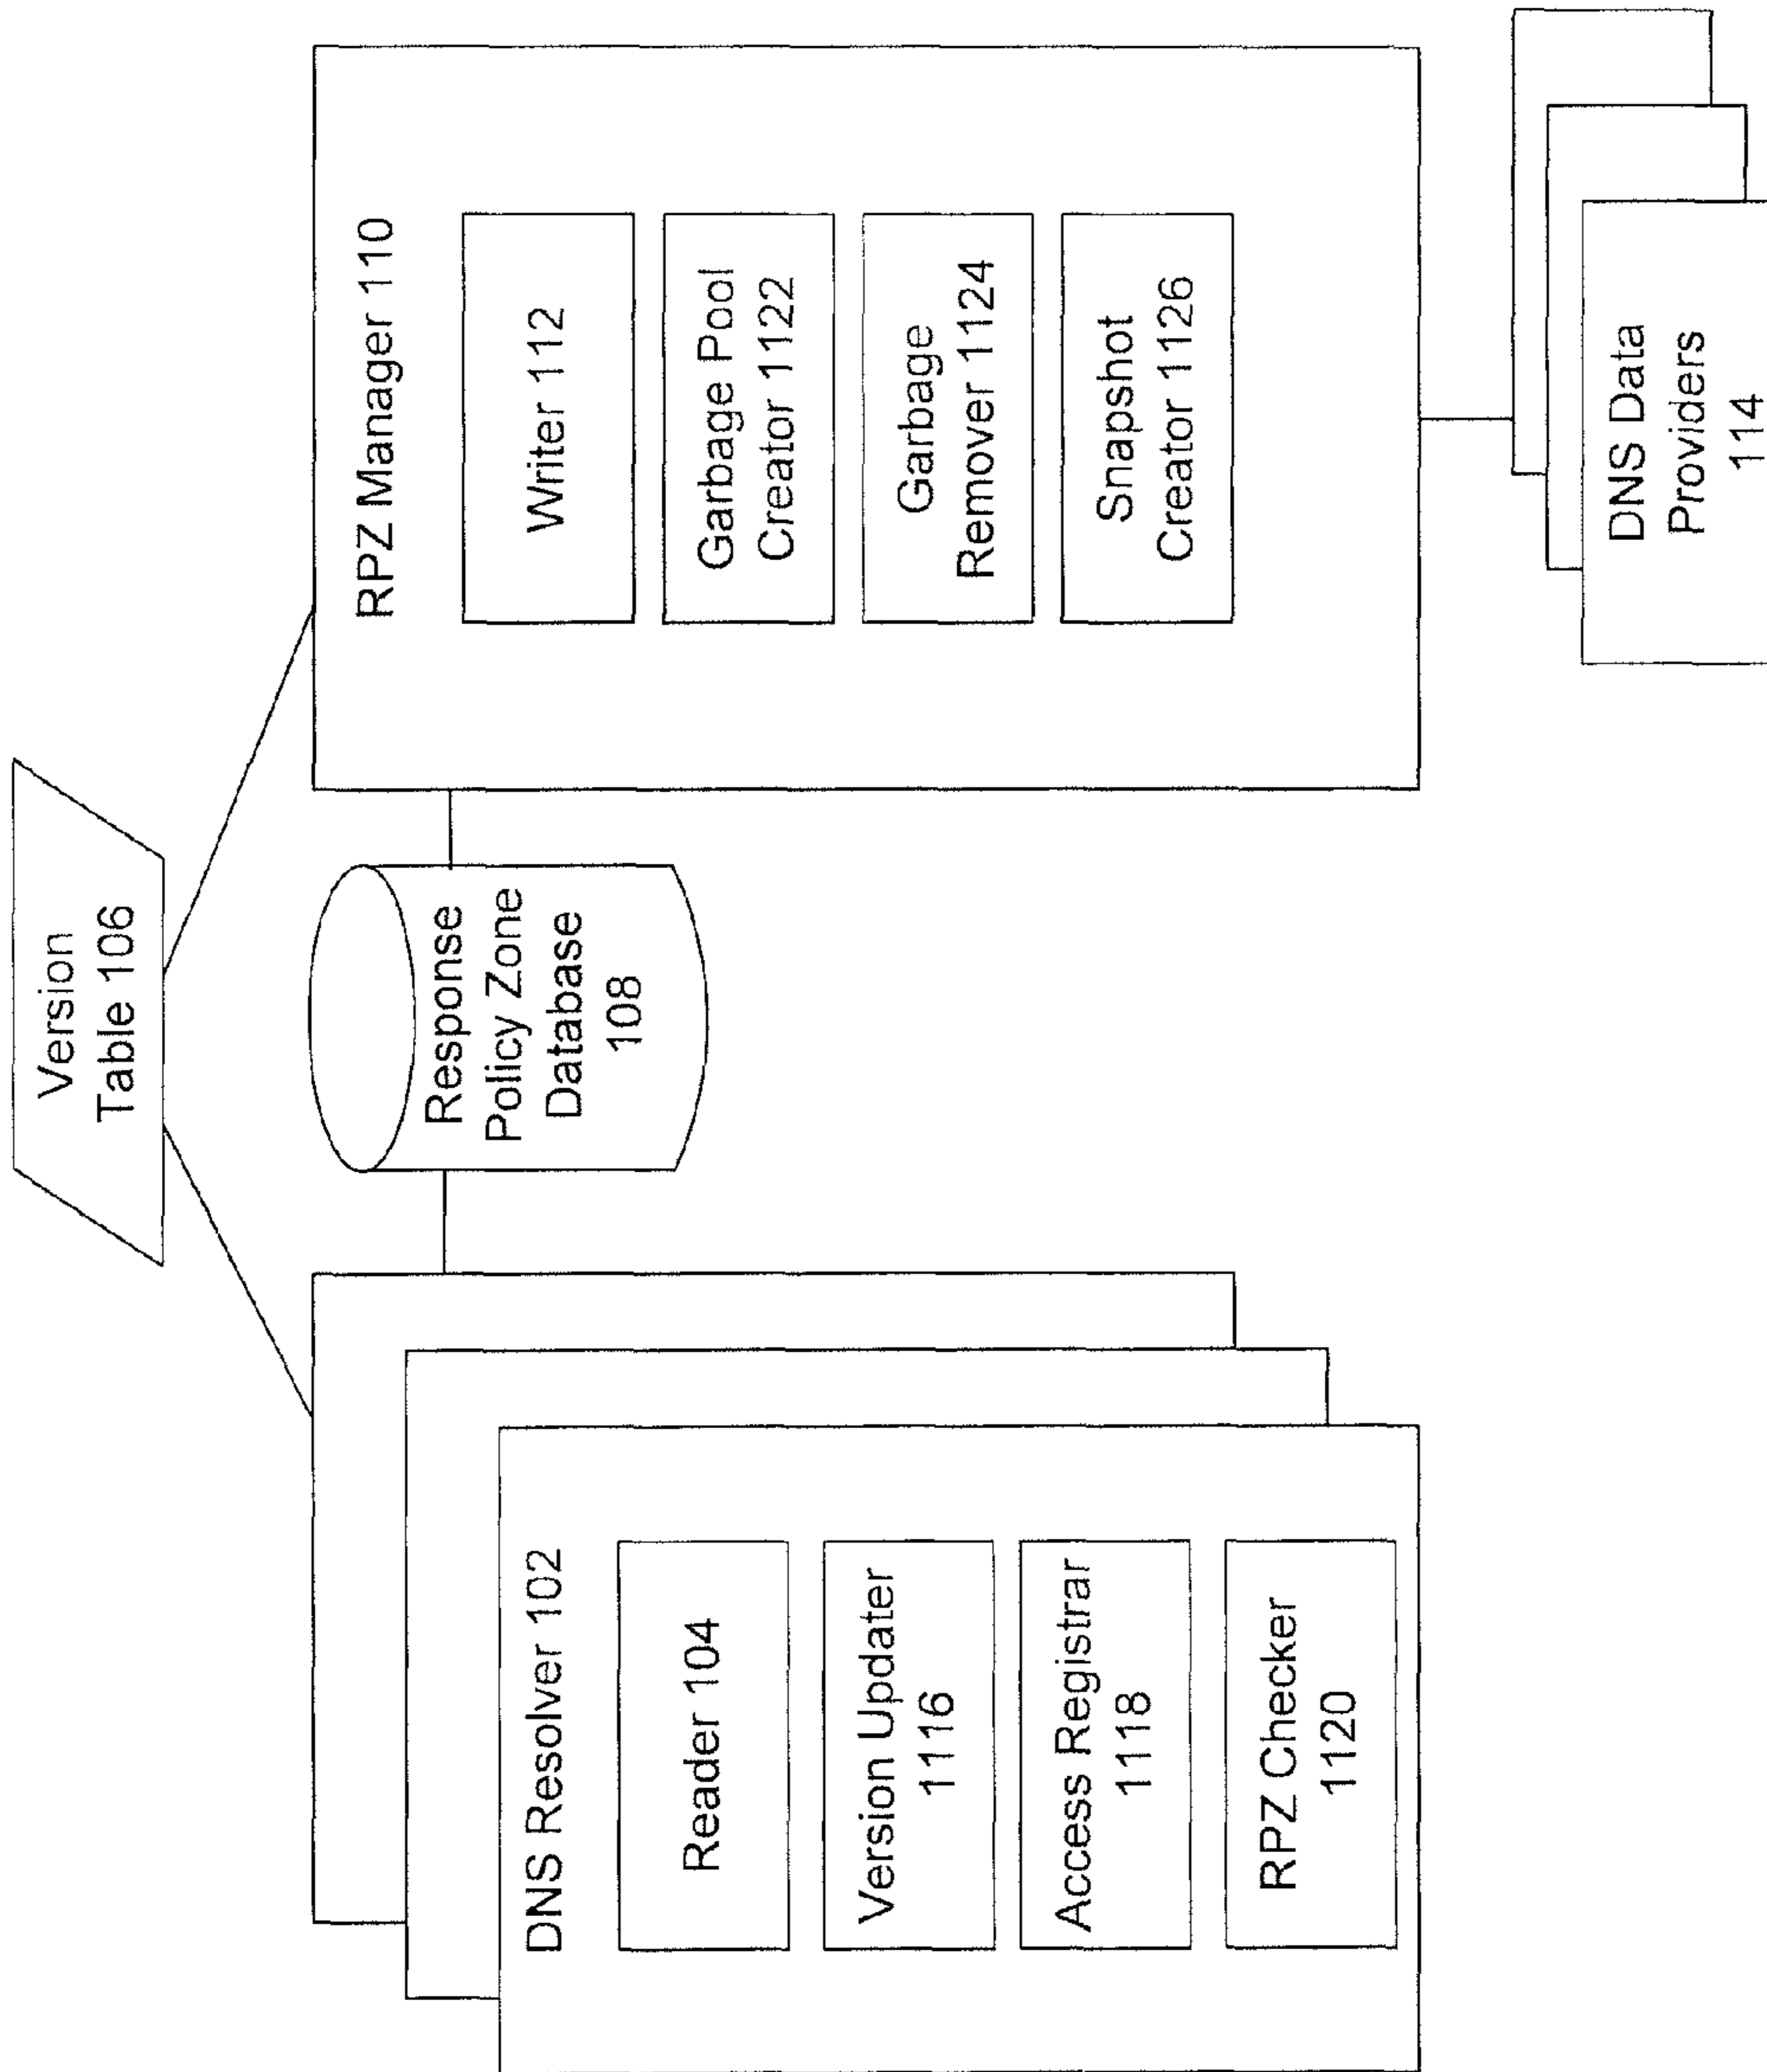 Version
Table 106
DNS Resolver 102
Reader 104
Version Updater
1116
Access Registrar
1118
RPZ Checker
1120
Response
Policy Zone
Database
108
RPZ Manager 110
Writer 112
Garbage Pool
Creator 1122
Garbage
Remover 1124
Snapshot
Creator 1126
DNS Data
Providers
114